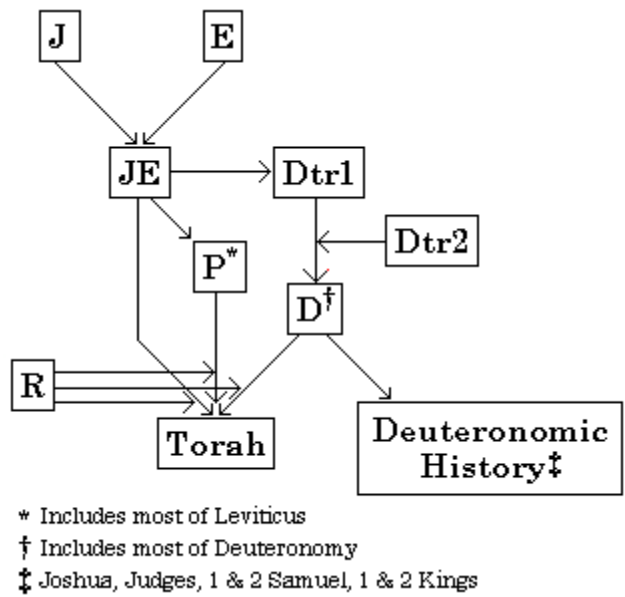 J
E
JE
Dtr1
Dtr2
P*
D†
R
Torah
Deuteronomic
History‡
* Includes most of Leviticus
† Includes most of Deuteronomy
‡ Joshua, Judges, 1 & 2 Samuel, 1 & 2 Kings